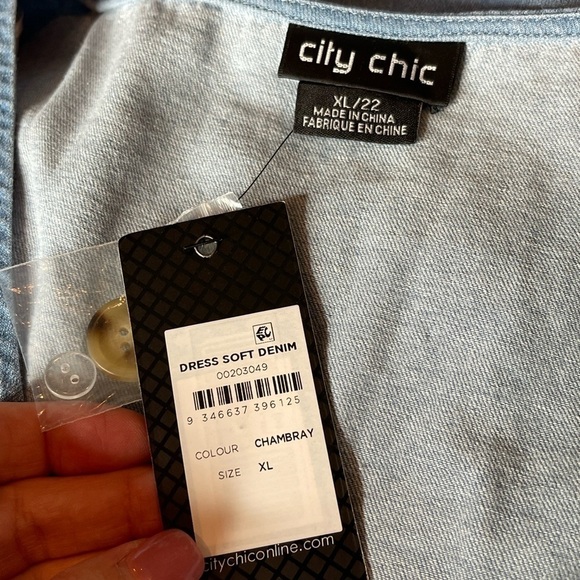 city chic
XL/22
MADE IN CHINA
FABRIQUE EN CHINE
DRESS SOFT DENIM
00203049
9 346637 396125
COLOUR CHAMBRAY
SIZE XL
citychiconline.com